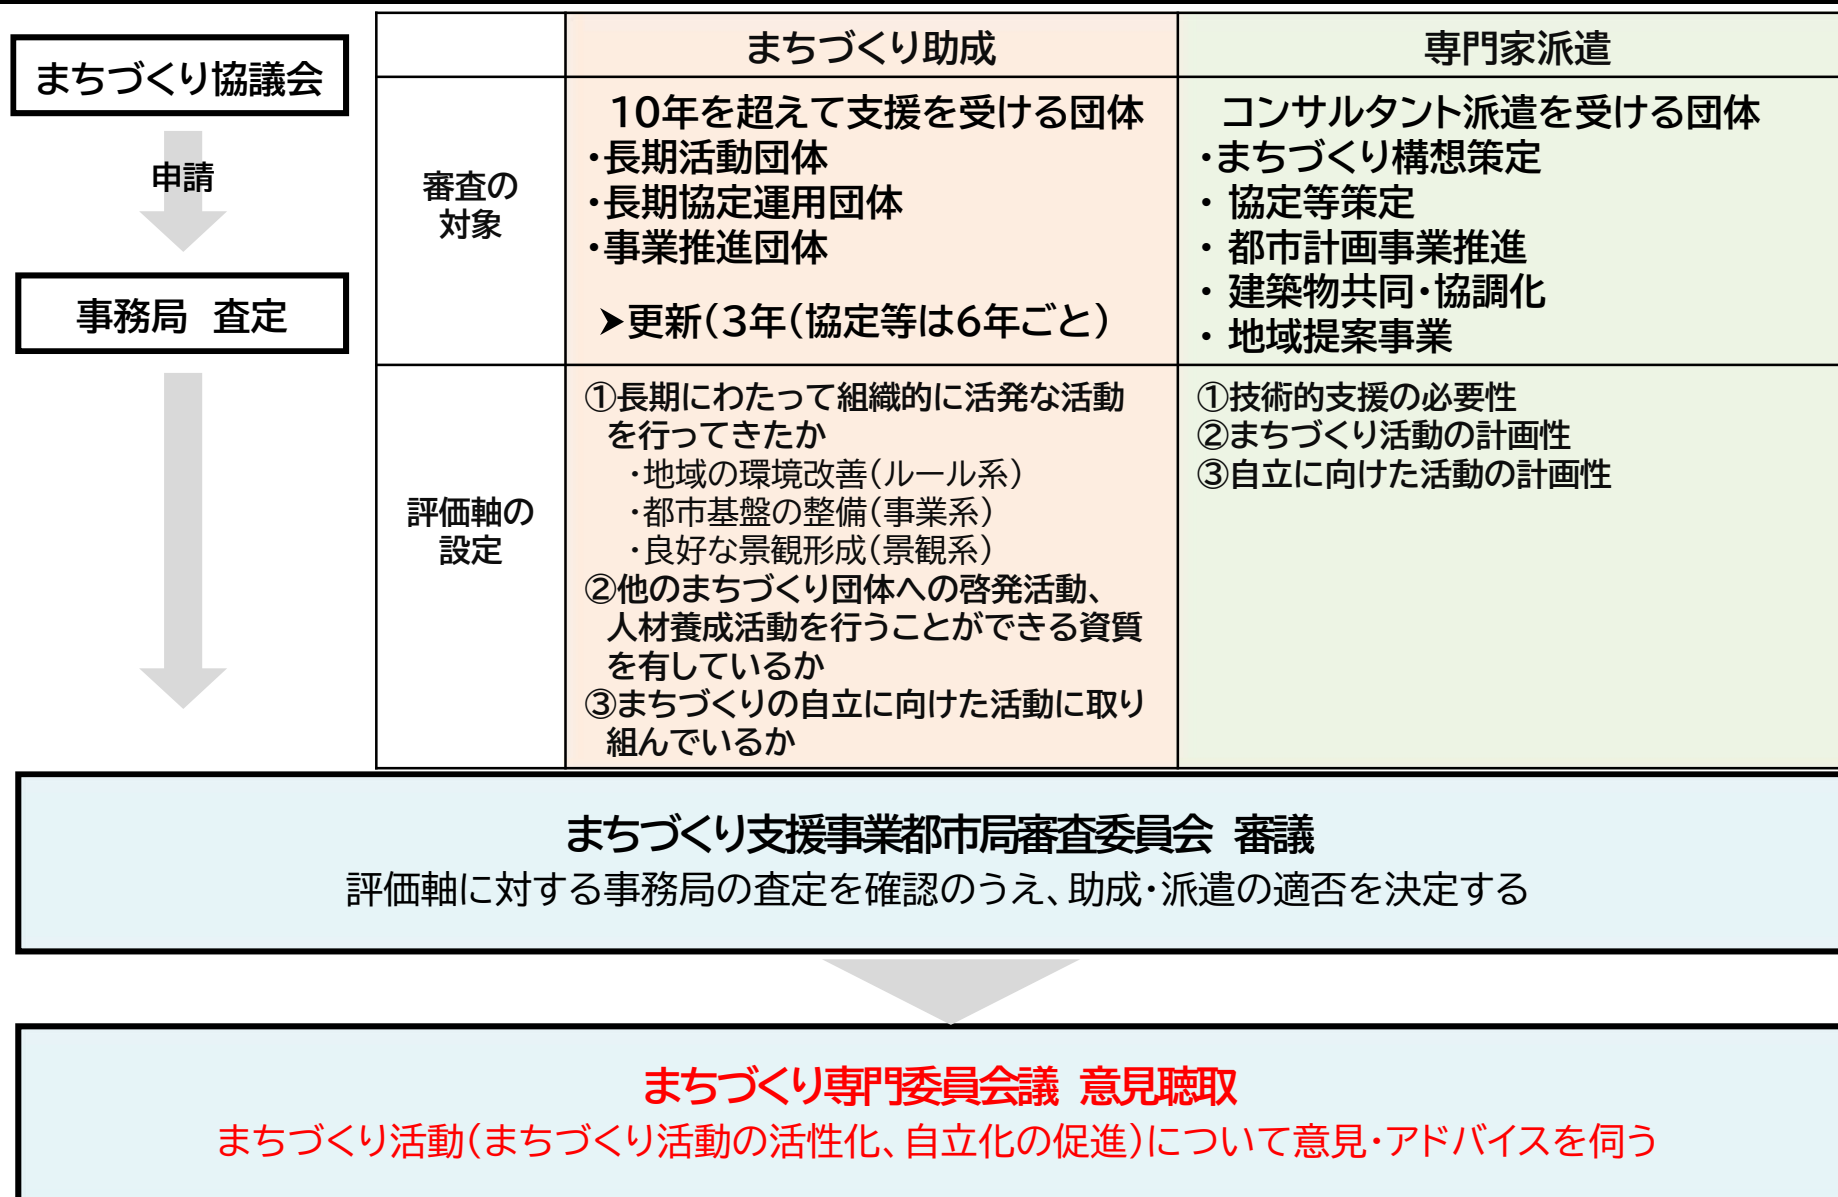 まちづくり協議会
申請
事務局 査定
まちづくり助成
専門家派遣
審査の
対象
10年を超えて支援を受ける団体
・長期活動団体
・長期協定運用団体
・事業推進団体
➤更新(3年(協定等は6年ごと)
コンサルタント派遣を受ける団体
・まちづくり構想策定
・ 協定等策定
・ 都市計画事業推進
・ 建築物共同・協調化
・ 地域提案事業
評価軸の
設定
①長期にわたって組織的に活発な活動
を行ってきたか
・地域の環境改善(ルール系)
・都市基盤の整備(事業系)
・良好な景観形成(景観系)
②他のまちづくり団体への啓発活動、
人材養成活動を行うことができる資質
を有しているか
③まちづくりの自立に向けた活動に取り
組んでいるか
①技術的支援の必要性
②まちづくり活動の計画性
③自立に向けた活動の計画性
まちづくり支援事業都市局審査委員会 審議
評価軸に対する事務局の査定を確認のうえ、助成・派遣の適否を決定する
まちづくり専門委員会議 意見聴取
まちづくり活動(まちづくり活動の活性化、自立化の促進)について意見・アドバイスを伺う